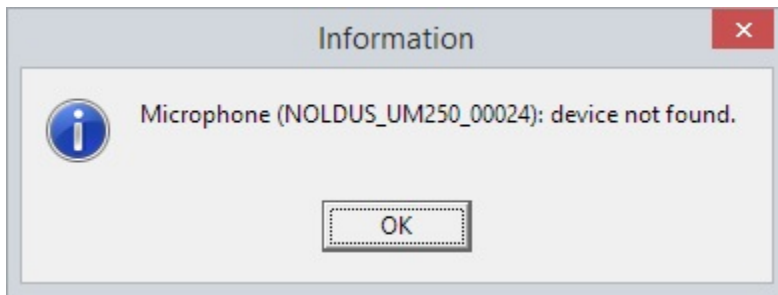 Information
Microphone (NOLDUS_UM250_00024): device not found.
OK